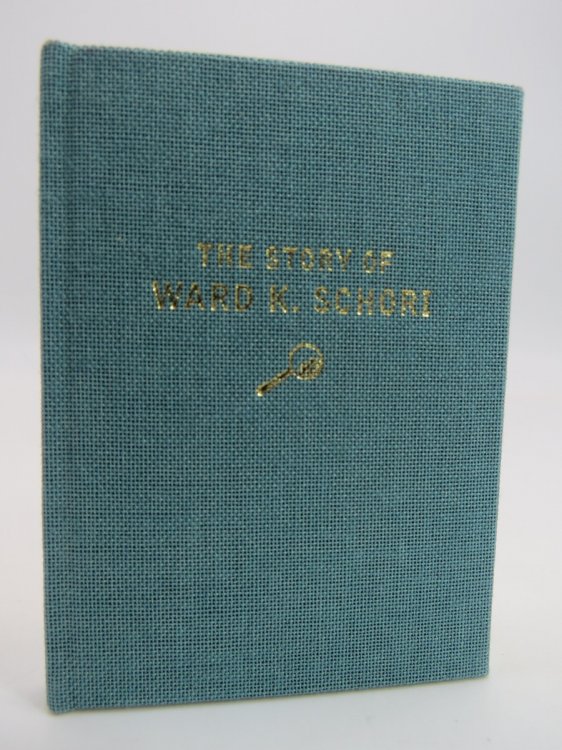 THE STORY OF
WARD K. SCHORI